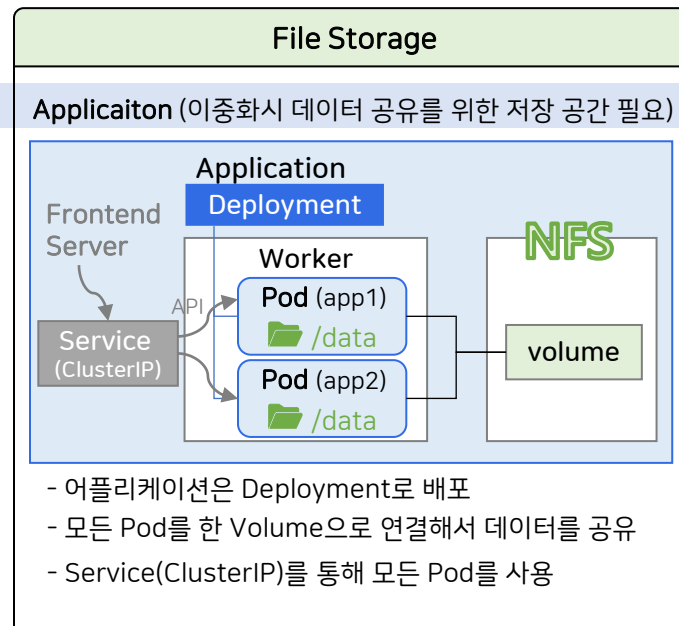 File Storage
Applicaiton (이중화시 데이터 공유를 위한 저장 공간 필요)
Application
Deployment
Frontend
Server
NFS
Worker
API
Pod (app1)
/data
Service
(ClusterIP)
volume
Pod (app2)
/data
- 어플리케이션은 Deployment로 배포
- 모든 Pod를 한 Volume으로 연결해서 데이터를 공유
- Service(ClusterIP)를 통해 모든 Pod를 사용